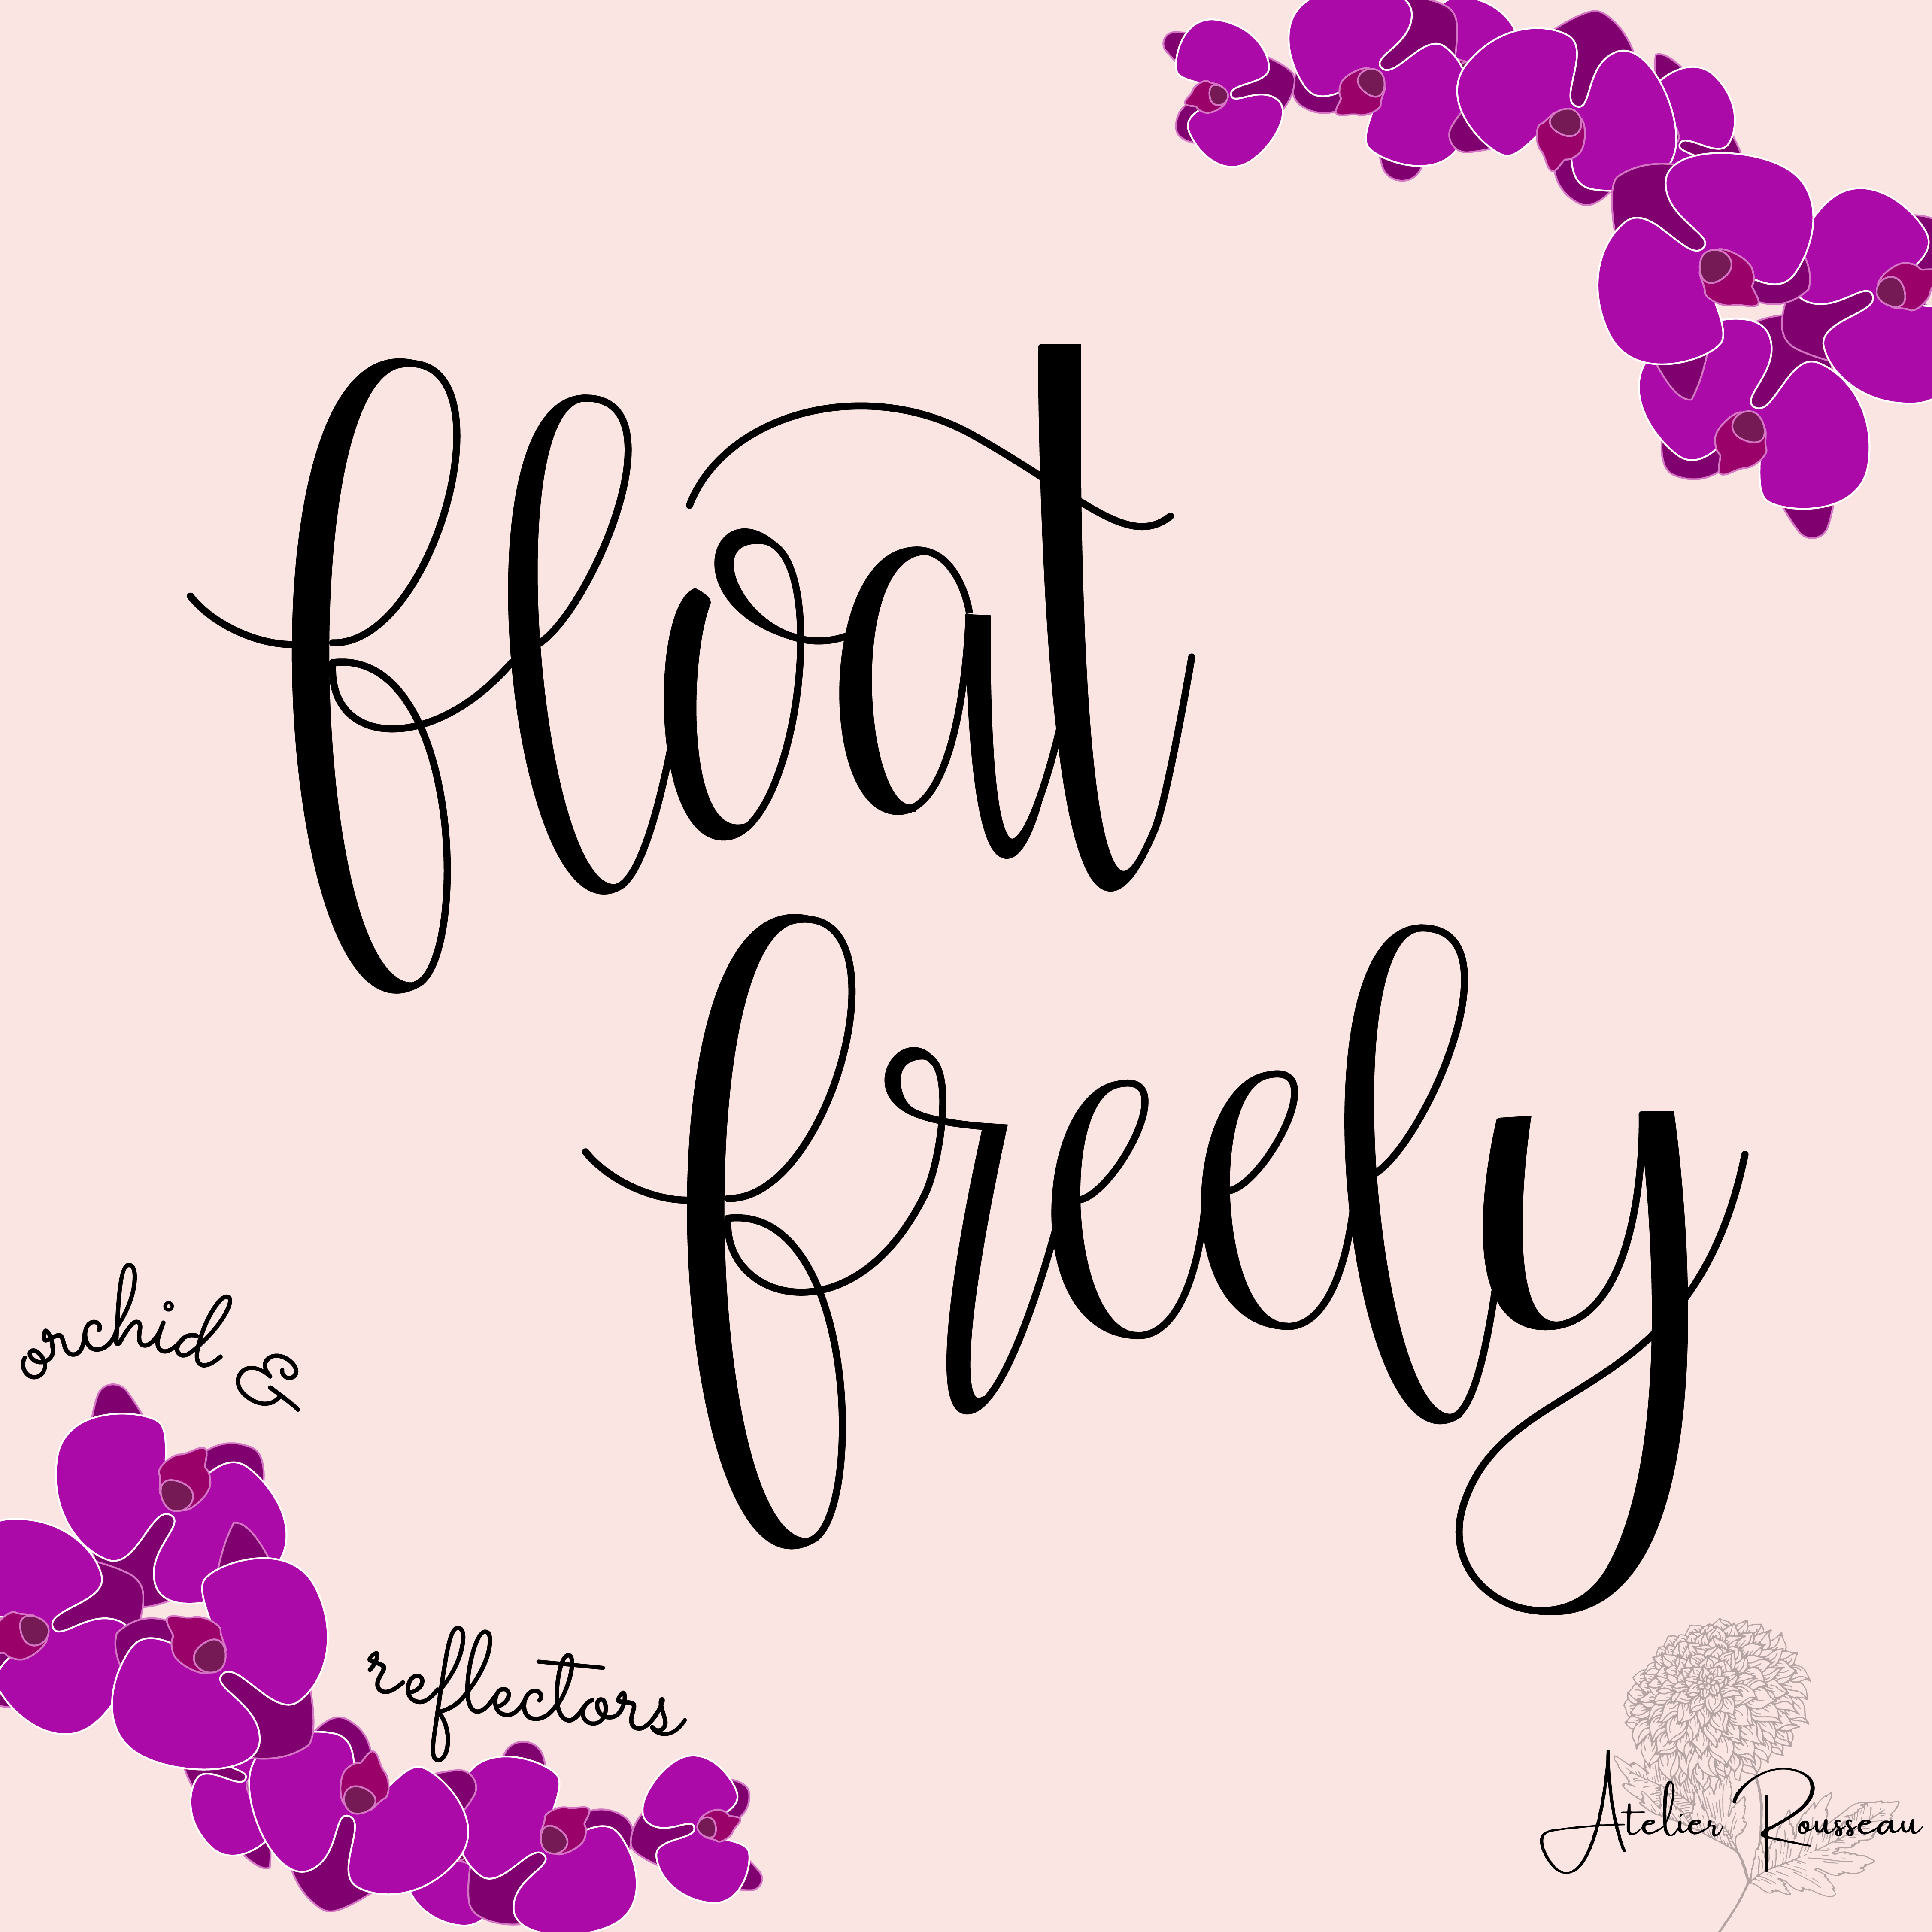 float
freely
orchid &
reflectors
Atelier Rousseau